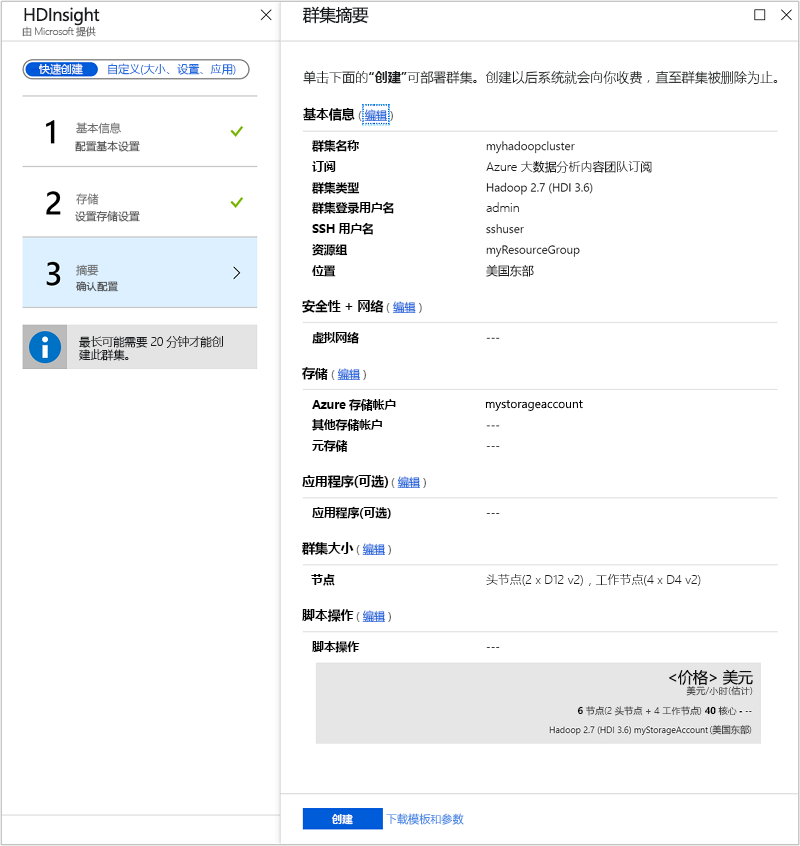 HDInsight
由 Microsoft 提供
快速创建 自定义(大小、设置、应用)
1 基本信息
配置基本设置
2 存储
设置存储设置
3 摘要
确认配置
最长可能需要 20 分钟才能创
建此群集。
群集摘要
单击下面的“创建”可部署群集。创建以后系统就会向你收费，直至群集被删除为止。
基本信息 (编辑)
群集名称 myhadoopcluster
订阅 Azure 大数据分析内容团队订阅
群集类型 Hadoop 2.7 (HDI 3.6)
群集登录用户名 admin
SSH 用户名 sshuser
资源组 myResourceGroup
位置 美国东部
安全性 + 网络 ( 编辑 )
虚拟网络 ---
存储 ( 编辑 )
Azure 存储帐户 mystorageaccount
其他存储帐户 ---
元存储 ---
应用程序(可选) ( 编辑 )
应用程序(可选) ---
群集大小 ( 编辑 )
节点 头节点(2 x D12 v2)，工作节点(4 x D4 v2)
脚本操作 ( 编辑 )
脚本操作 ---
<价格> 美元
美元/小时(估计)
6 节点(2 头节点 + 4 工作节点) 40 核心 - --
Hadoop 2.7 (HDI 3.6) myStorageAccount (美国东部)
创建 下载模板和参数